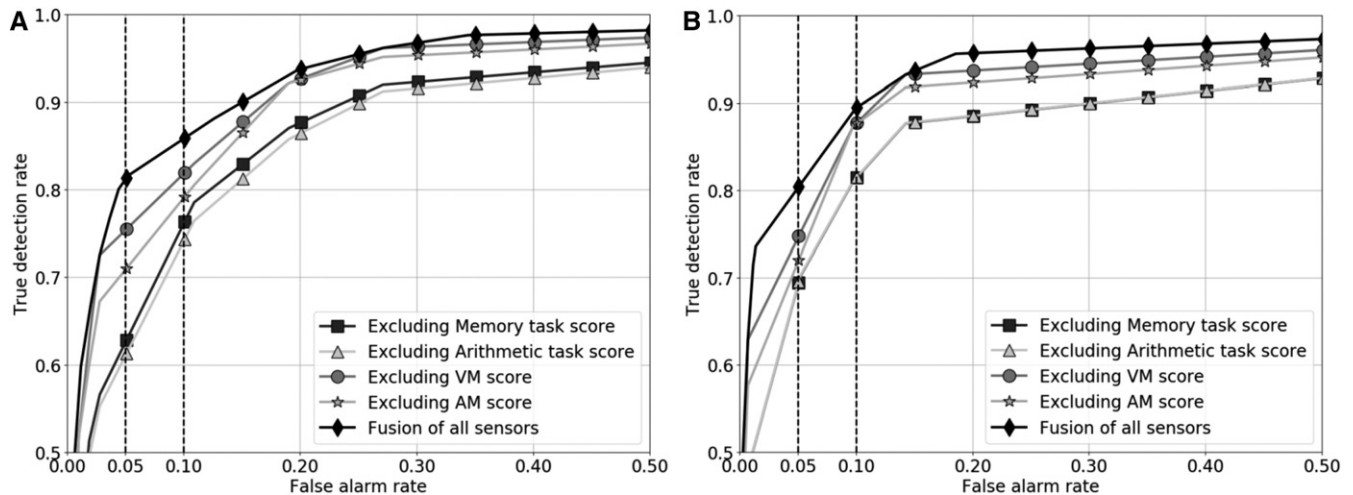 A
True detection rate
1.0
0.9
0.8
0.7
0.6
0.5
0.00 0.05 0.10 0.20 0.30 0.40 0.50
False alarm rate
Excluding Memory task score
Excluding Arithmetic task score
Excluding VM score
Excluding AM score
Fusion of all sensors
B
True detection rate
1.0
0.9
0.8
0.7
0.6
0.5
0.00 0.05 0.10 0.20 0.30 0.40 0.50
False alarm rate
Excluding Memory task score
Excluding Arithmetic task score
Excluding VM score
Excluding AM score
Fusion of all sensors